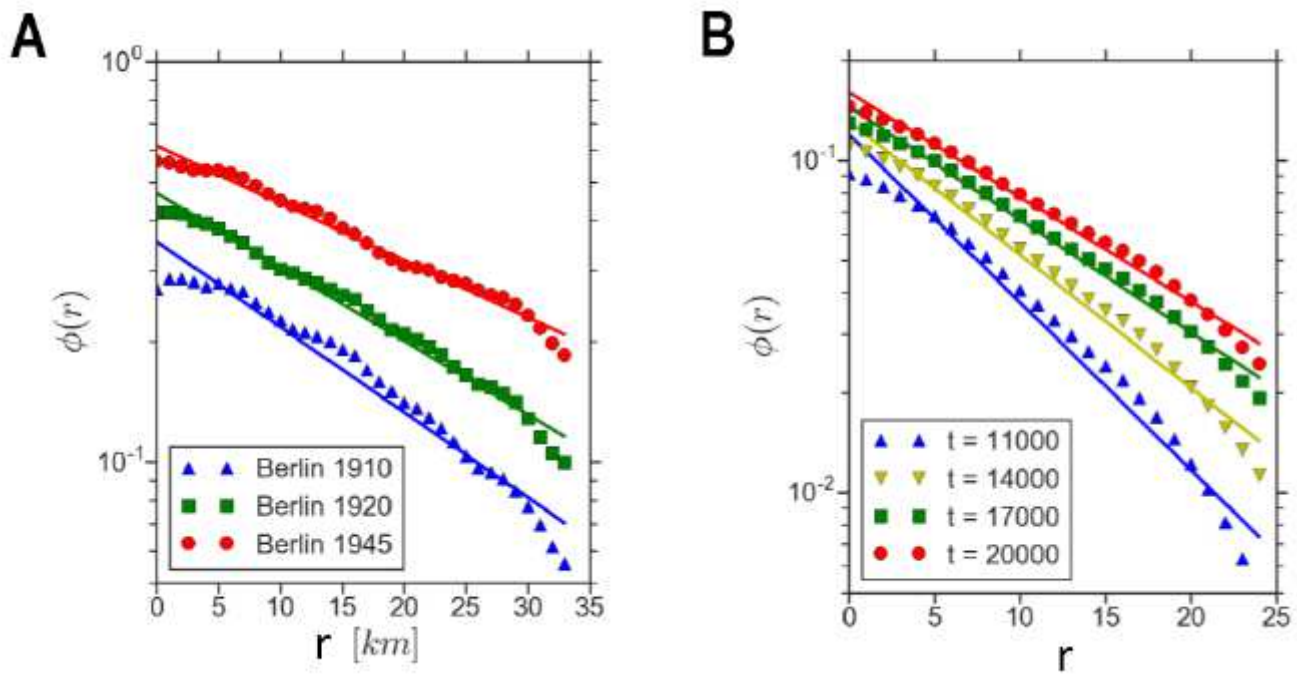 A
10^0
ϕ(r)
10^-1
Berlin 1910
Berlin 1920
Berlin 1945
0 5 10 15 20 25 30 35
r [km]
B
10^-1
ϕ(r)
10^-2
t = 11000
t = 14000
t = 17000
t = 20000
0 5 10 15 20 25
r